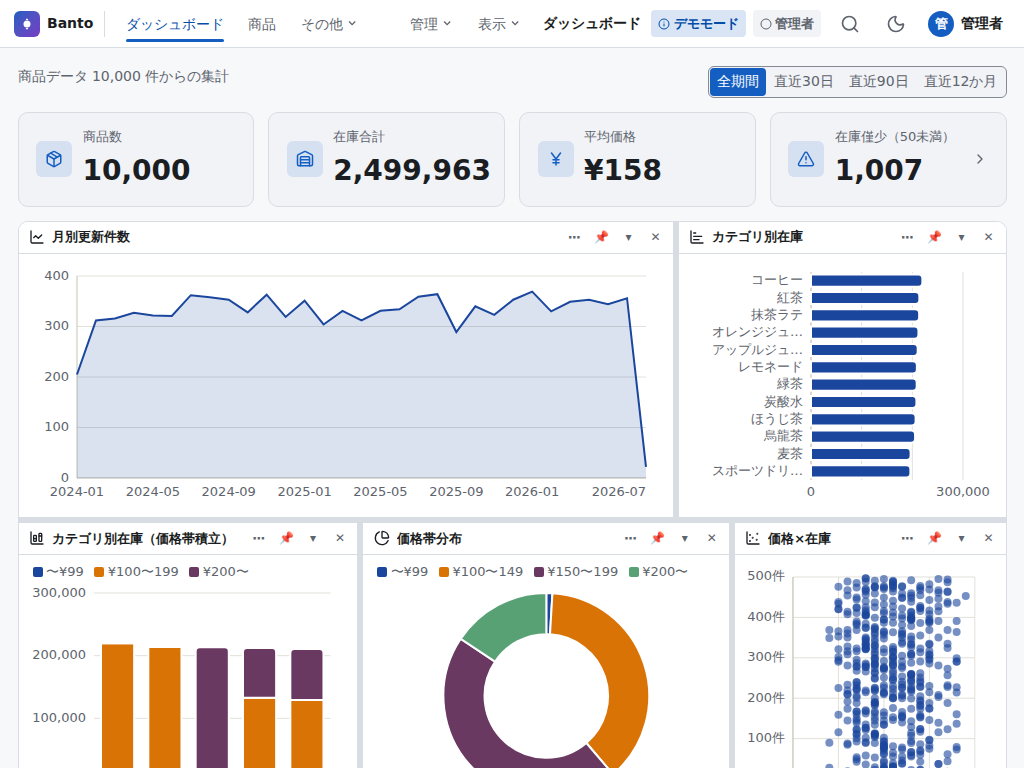 Banto ダッシュボード 商品 その他 管理 表示 ダッシュボード デモモード 管理者 管 管理者
商品データ 10,000 件からの集計
全期間 直近30日 直近90日 直近12か月
商品数
10,000
在庫合計
2,499,963
平均価格
¥158
在庫僅少（50未満）
1,007
月別更新件数
400
300
200
100
0
2024-01 2024-05 2024-09 2025-01 2025-05 2025-09 2026-01 2026-07
カテゴリ別在庫
コーヒー
紅茶
抹茶ラテ
オレンジジュ…
アップルジュ…
レモネード
緑茶
炭酸水
ほうじ茶
烏龍茶
麦茶
スポーツドリ…
0 300,000
カテゴリ別在庫（価格帯積立）
〜¥99 ¥100〜199 ¥200〜
300,000
200,000
100,000
価格帯分布
〜¥99 ¥100〜149 ¥150〜199 ¥200〜
価格×在庫
500件
400件
300件
200件
100件